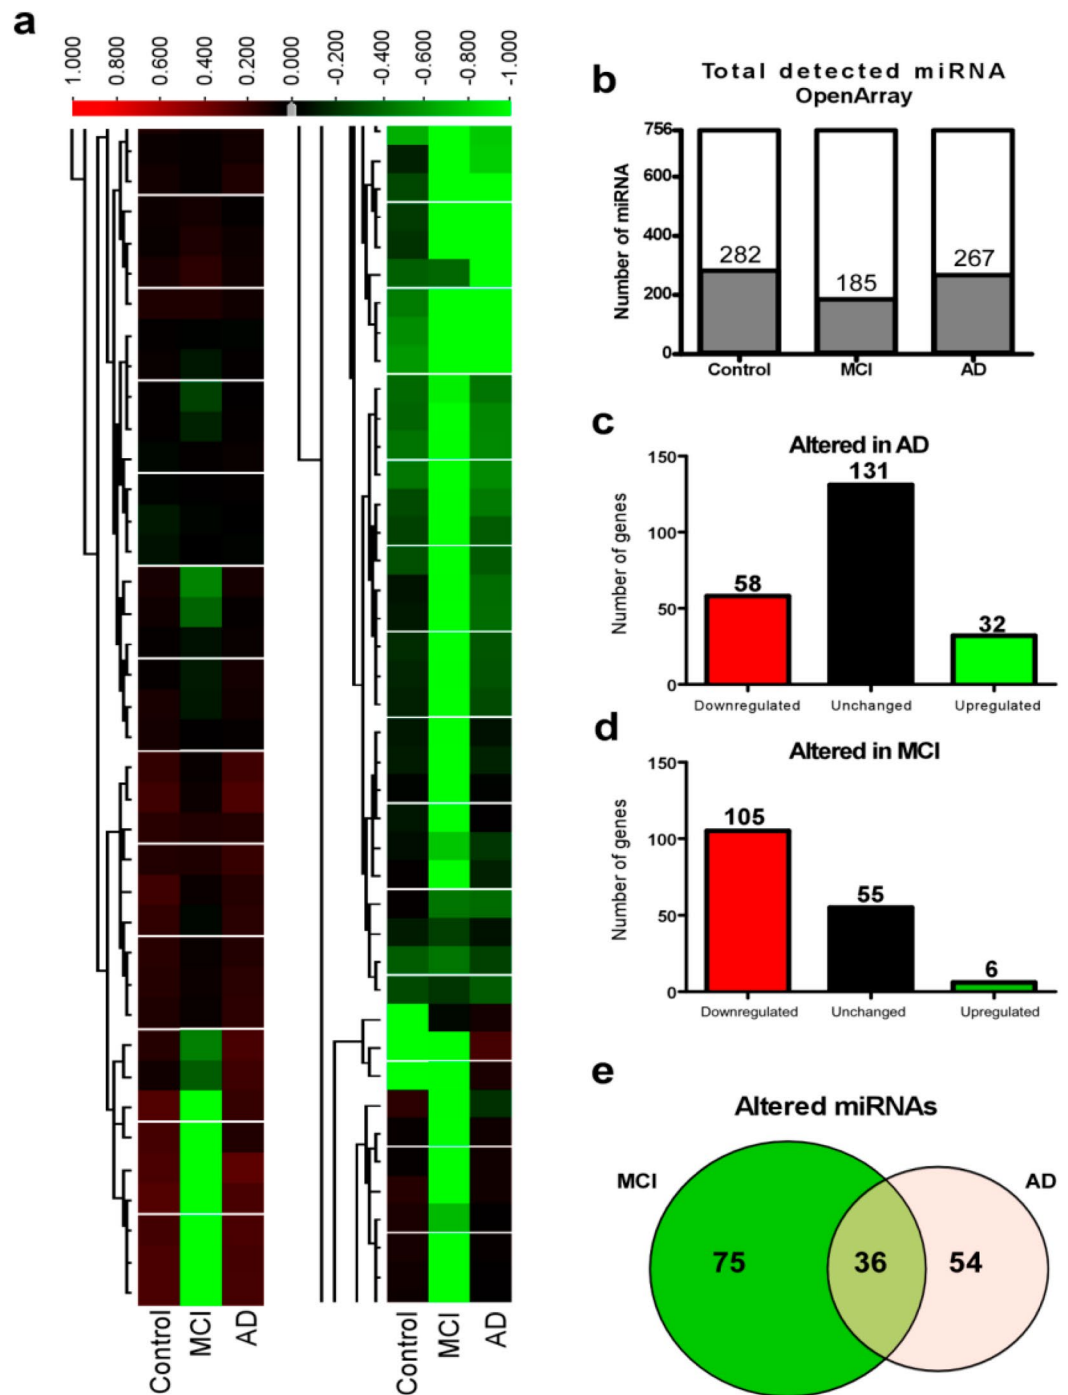 a
1.000 0.800 0.600 0.400 0.200 0.000 -0.200 -0.400 -0.600 -0.800 -1.000
Control MCI AD
Control MCI AD
b
Total detected miRNA
OpenArray
Number of miRNA
756
600
400
200
0
282 185 267
Control MCI AD
c
Altered in AD
Number of genes
150
100
50
0
58 131 32
Downregulated Unchanged Upregulated
d
Altered in MCI
Number of genes
150
100
50
0
105 55 6
Downregulated Unchanged Upregulated
e
Altered miRNAs
MCI AD
75 36 54